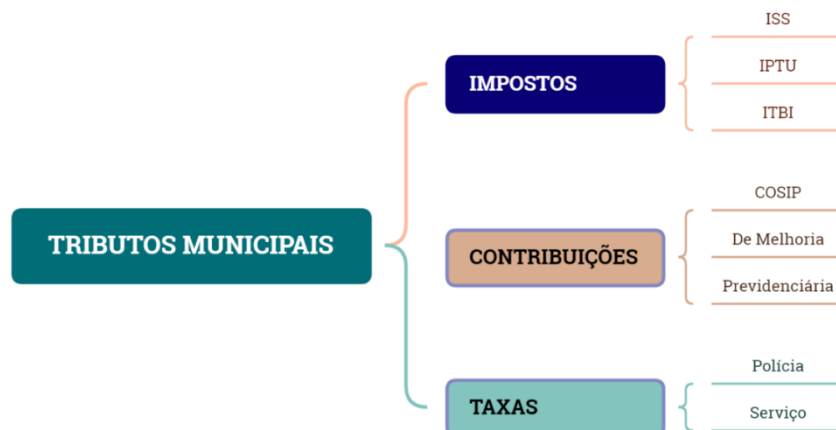 TRIBUTOS MUNICIPAIS
IMPOSTOS
ISS
IPTU
ITBI
CONTRIBUIÇÕES
COSIP
De Melhoria
Previdenciária
TAXAS
Polícia
Serviço